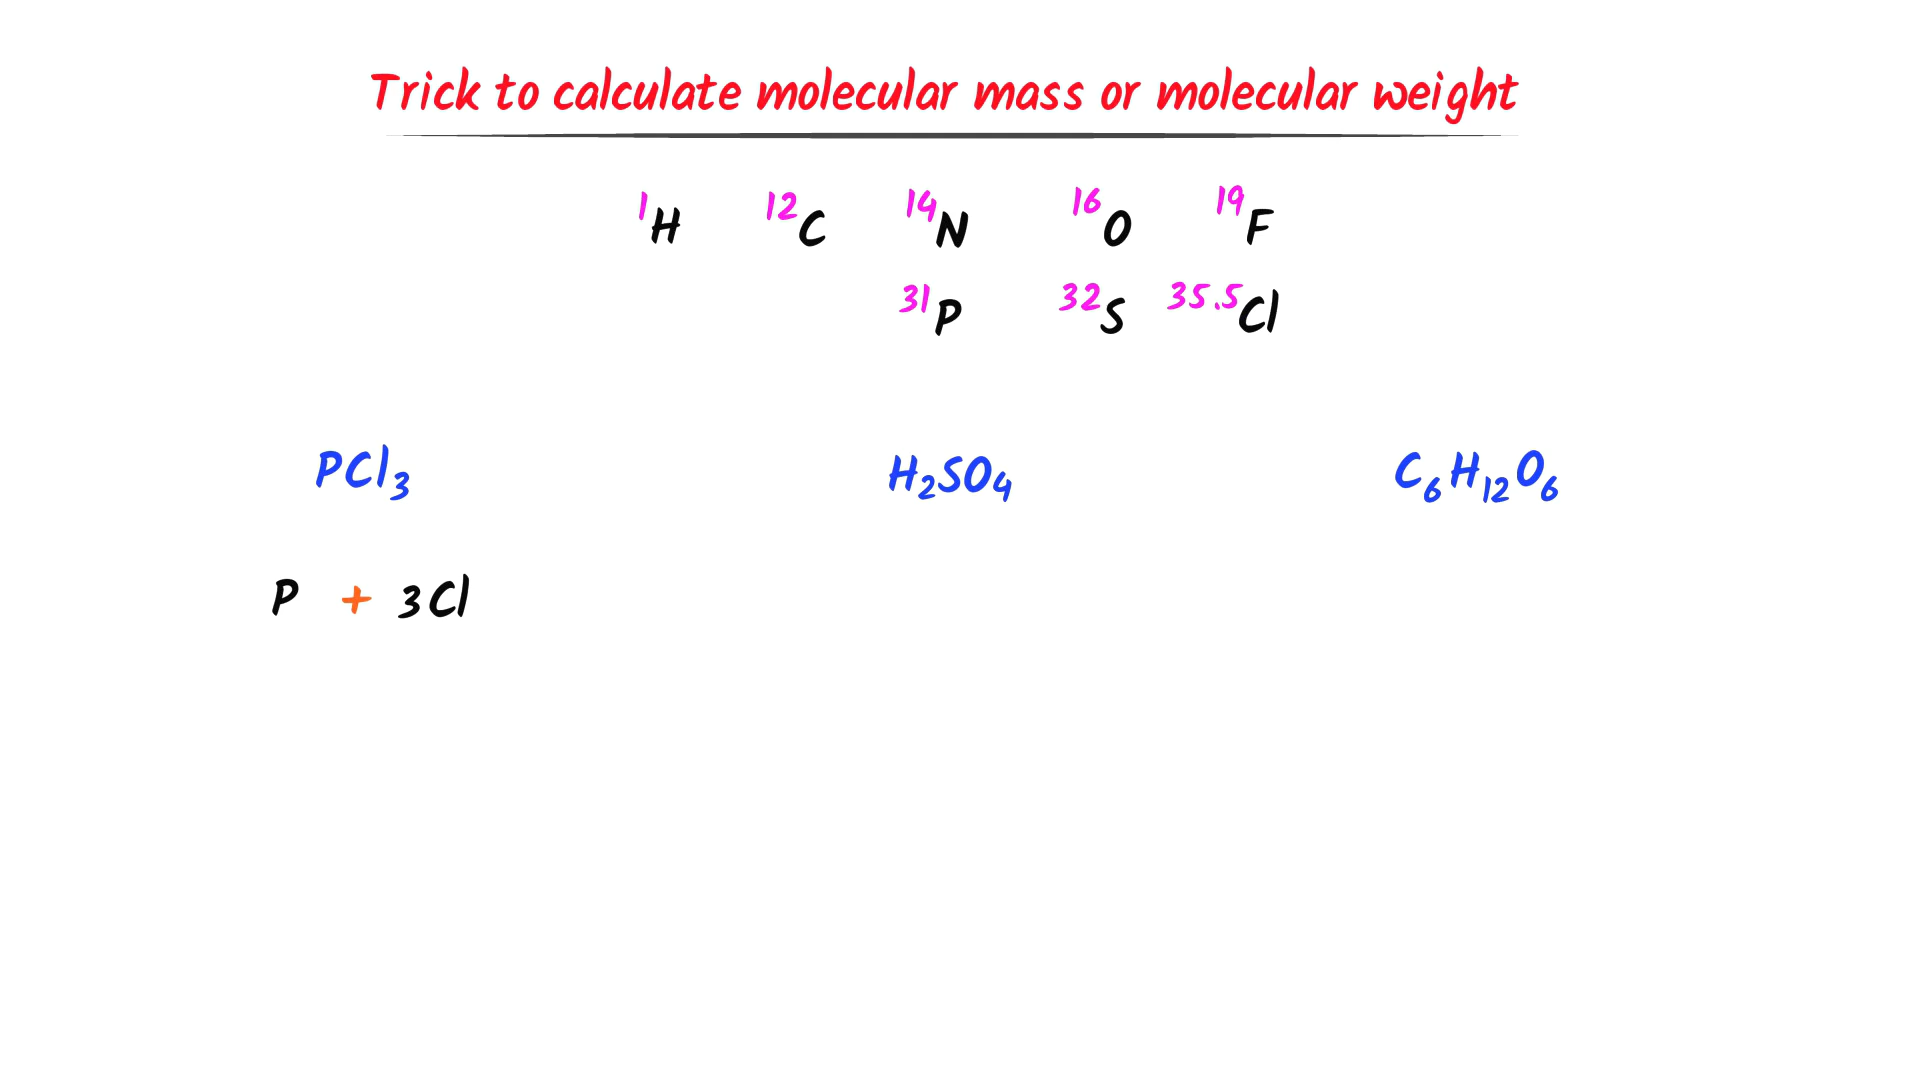 Trick to calculate molecular mass or molecular weight
¹H ¹²C ¹⁴N ¹⁶O ¹⁹F
³¹P ³²S ³⁵·⁵Cl
PCl₃ H₂SO₄ C₆H₁₂O₆
P + 3Cl